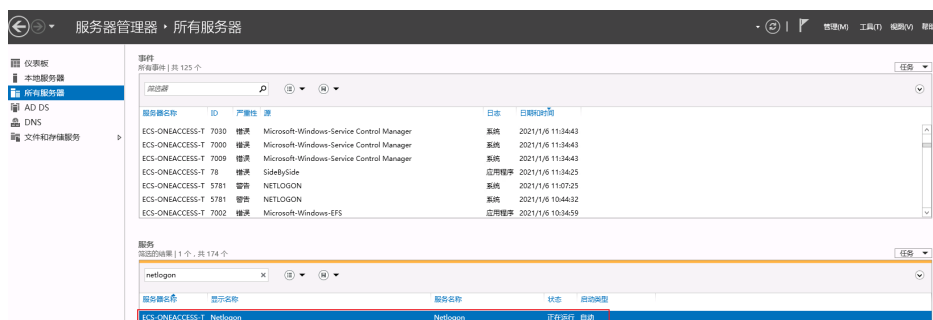 服务器管理器 · 所有服务器
管理(M) 工具(T) 视图(V)
仪表板
本地服务器
所有服务器
AD DS
DNS
文件和存储服务
事件
所有事件 | 共 125 个
任务
筛选器
服务器名称 ID 严重性 源 日志 日期和时间
ECS-ONEACCESS-T 7030 错误 Microsoft-Windows-Service Control Manager 系统 2021/1/6 11:34:43
ECS-ONEACCESS-T 7000 错误 Microsoft-Windows-Service Control Manager 系统 2021/1/6 11:34:43
ECS-ONEACCESS-T 7009 错误 Microsoft-Windows-Service Control Manager 系统 2021/1/6 11:34:43
ECS-ONEACCESS-T 78 错误 SideBySide 应用程序 2021/1/6 11:34:25
ECS-ONEACCESS-T 5781 警告 NETLOGON 系统 2021/1/6 11:07:25
ECS-ONEACCESS-T 5781 警告 NETLOGON 系统 2021/1/6 10:44:32
ECS-ONEACCESS-T 7002 错误 Microsoft-Windows-EFS 应用程序 2021/1/6 10:34:59
服务
筛选的结果 | 1 个，共 174 个
任务
netlogon
服务器名称 显示名称 服务名称 状态 启动类型
ECS-ONEACCESS-T Netlogon Netlogon 正在运行 自动